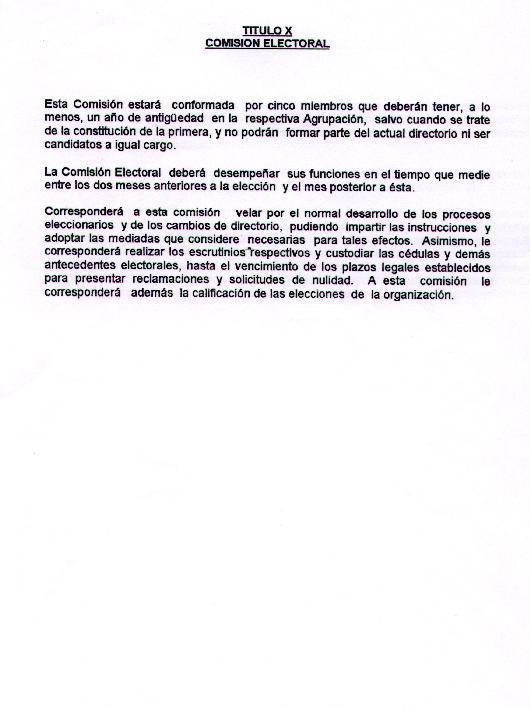 TITULO X
COMISION ELECTORAL
Esta Comisión estará conformada por cinco miembros que deberán tener, a lo
menos, un año de antigüedad en la respectiva Agrupación, salvo cuando se trate
de la constitución de la primera, y no podrán formar parte del actual directorio ni ser
candidatos a igual cargo.
La Comisión Electoral deberá desempeñar sus funciones en el tiempo que medie
entre los dos meses anteriores a la elección y el mes posterior a ésta.
Corresponderá a esta comisión velar por el normal desarrollo de los procesos
eleccionarios y de los cambios de directorio, pudiendo impartir las instrucciones y
adoptar las mediadas que considere necesarias para tales efectos. Asimismo, le
corresponderá realizar los escrutinios respectivos y custodiar las cédulas y demás
antecedentes electorales, hasta el vencimiento de los plazos legales establecidos
para presentar reclamaciones y solicitudes de nulidad. A esta comisión le
corresponderá además la calificación de las elecciones de la organización.